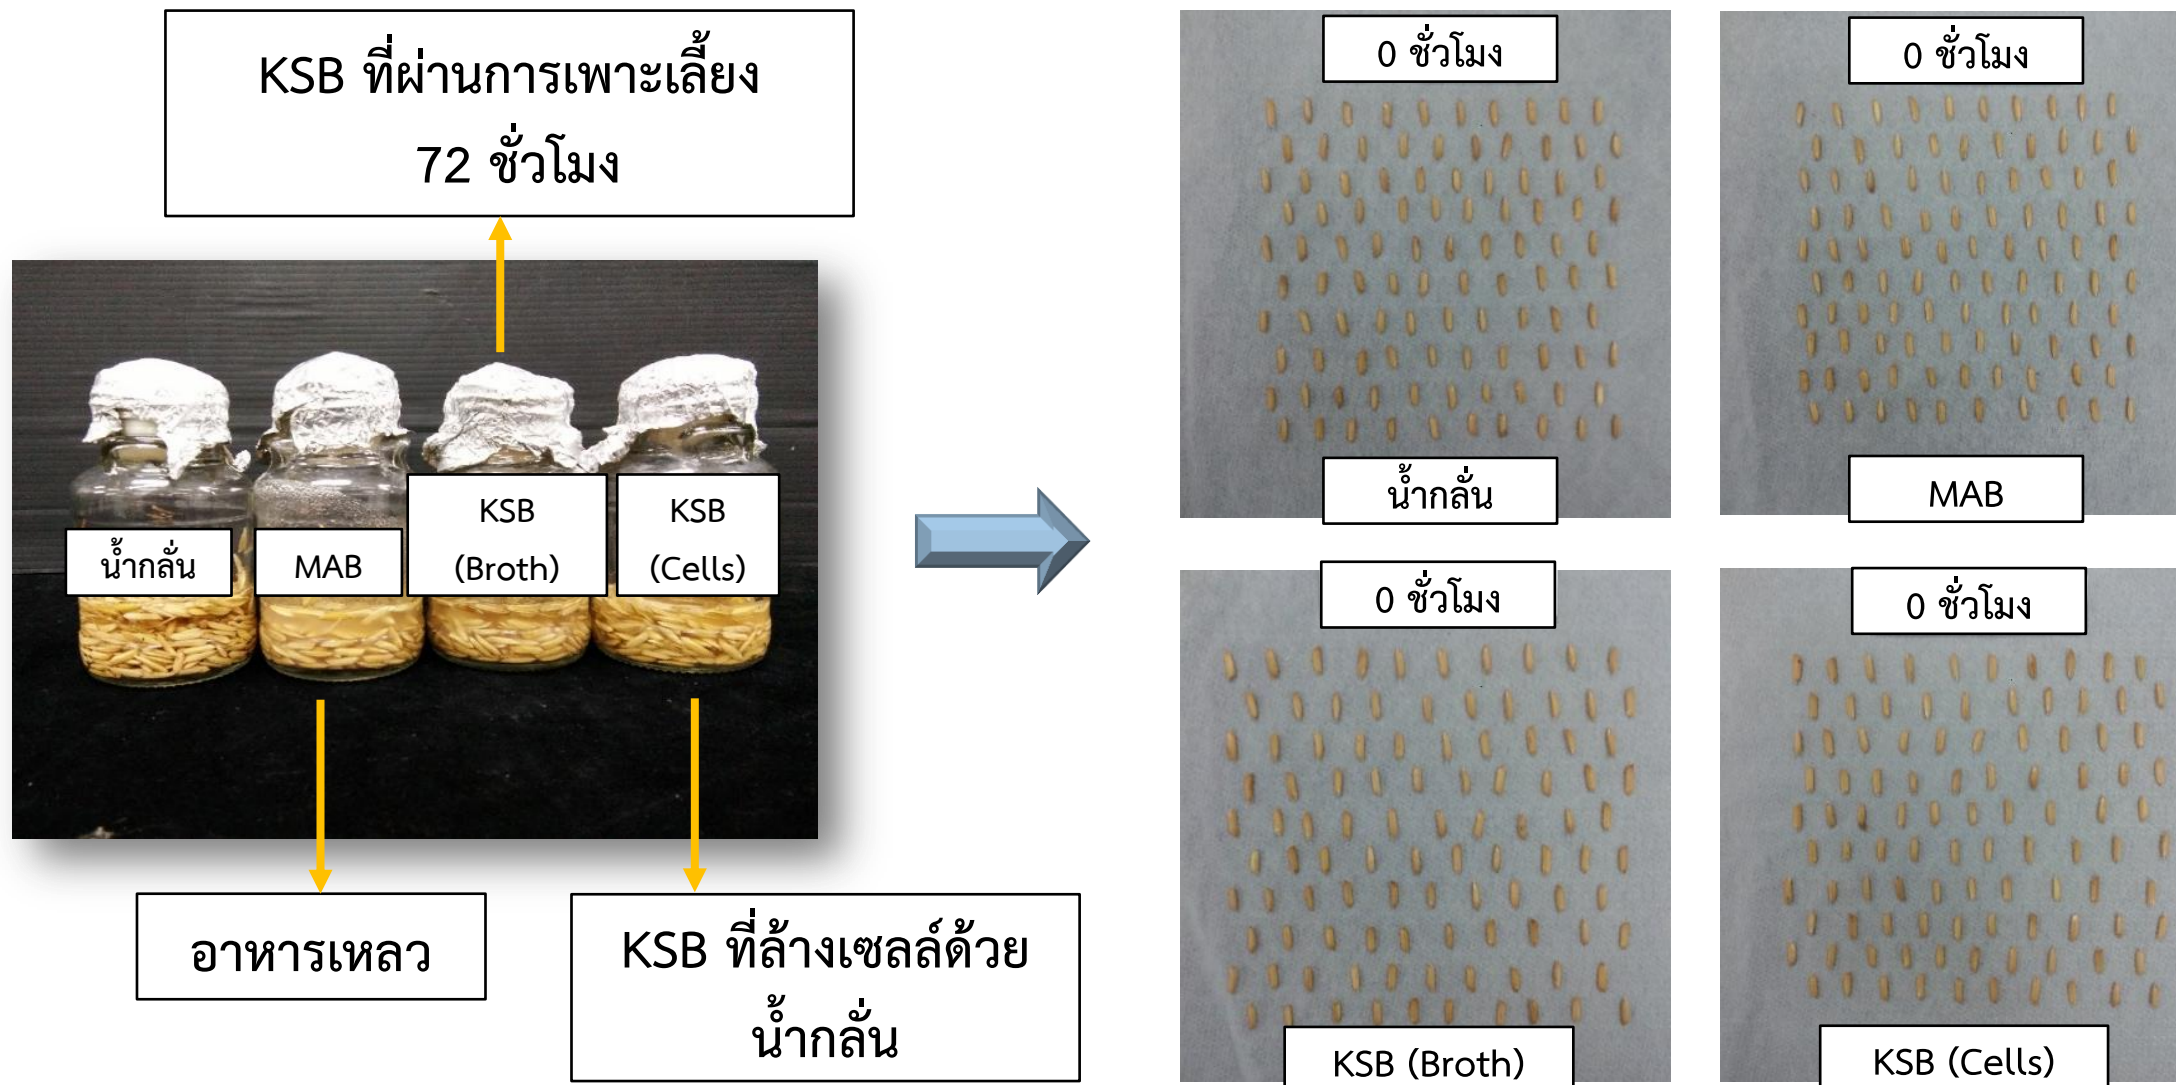 KSB ที่ผ่านการเพาะเลี้ยง
72 ชั่วโมง
น้ำกลั่น
MAB
KSB
(Broth)
KSB
(Cells)
อาหารเหลว
KSB ที่ล้างเซลล์ด้วย
น้ำกลั่น
0 ชั่วโมง
น้ำกลั่น
0 ชั่วโมง
MAB
0 ชั่วโมง
KSB (Broth)
0 ชั่วโมง
KSB (Cells)